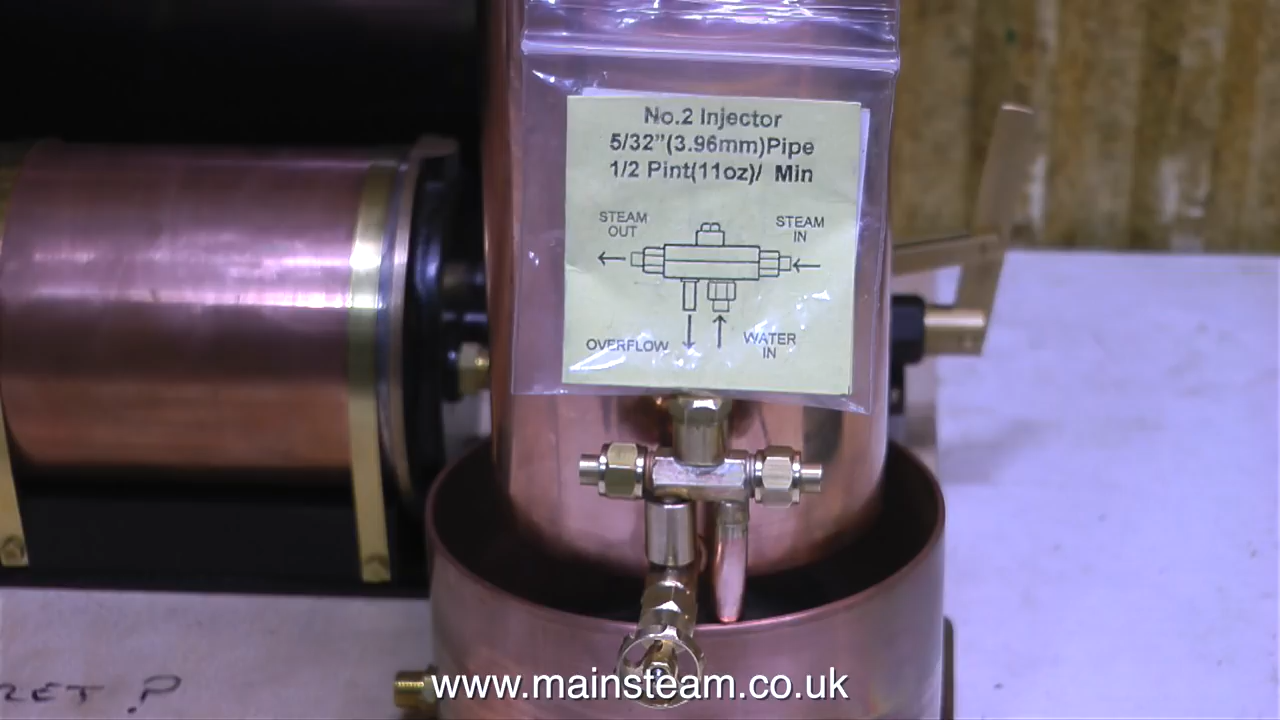 No.2 Injector
5/32”(3.96mm)Pipe
1/2 Pint(11oz)/ Min
STEAM
OUT
STEAM
IN
OVERFLOW
WATER
IN
RET ?
www.mainsteam.co.uk